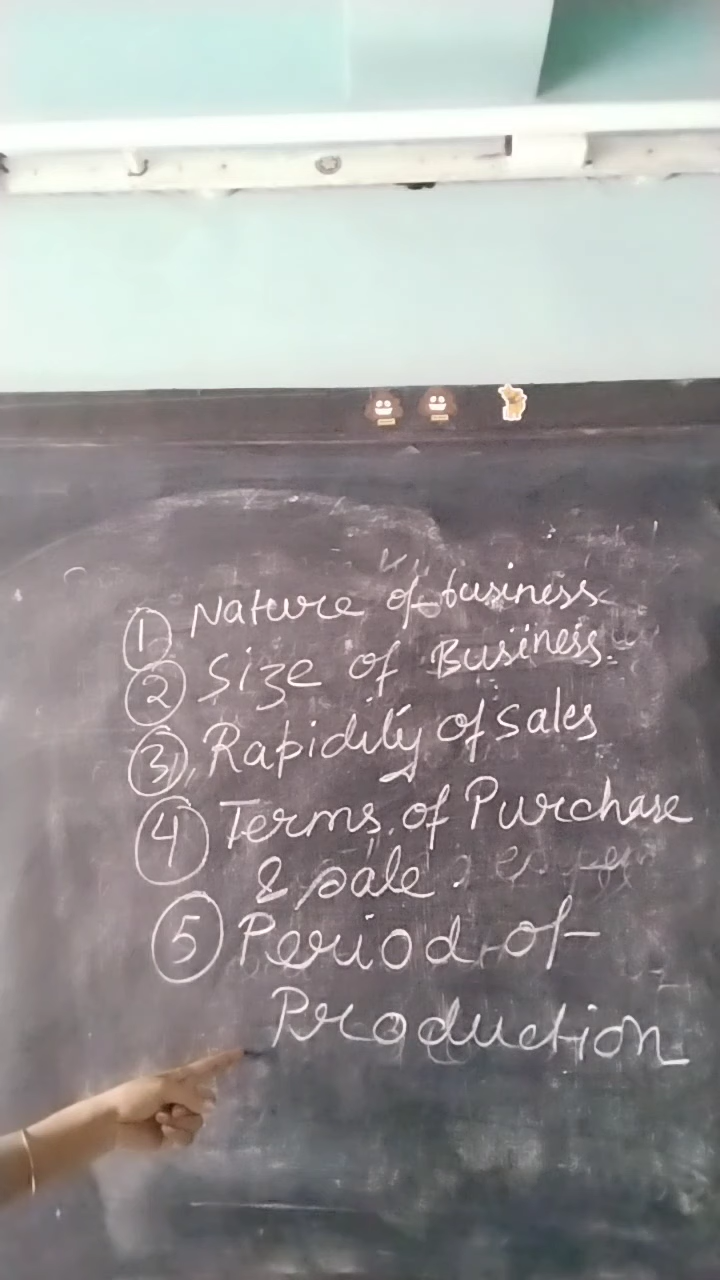 ① Nature of business
② Size of Business.
③ Rapidity of sales
④ Terms of Purchase
& sale.
⑤ Period of
Production